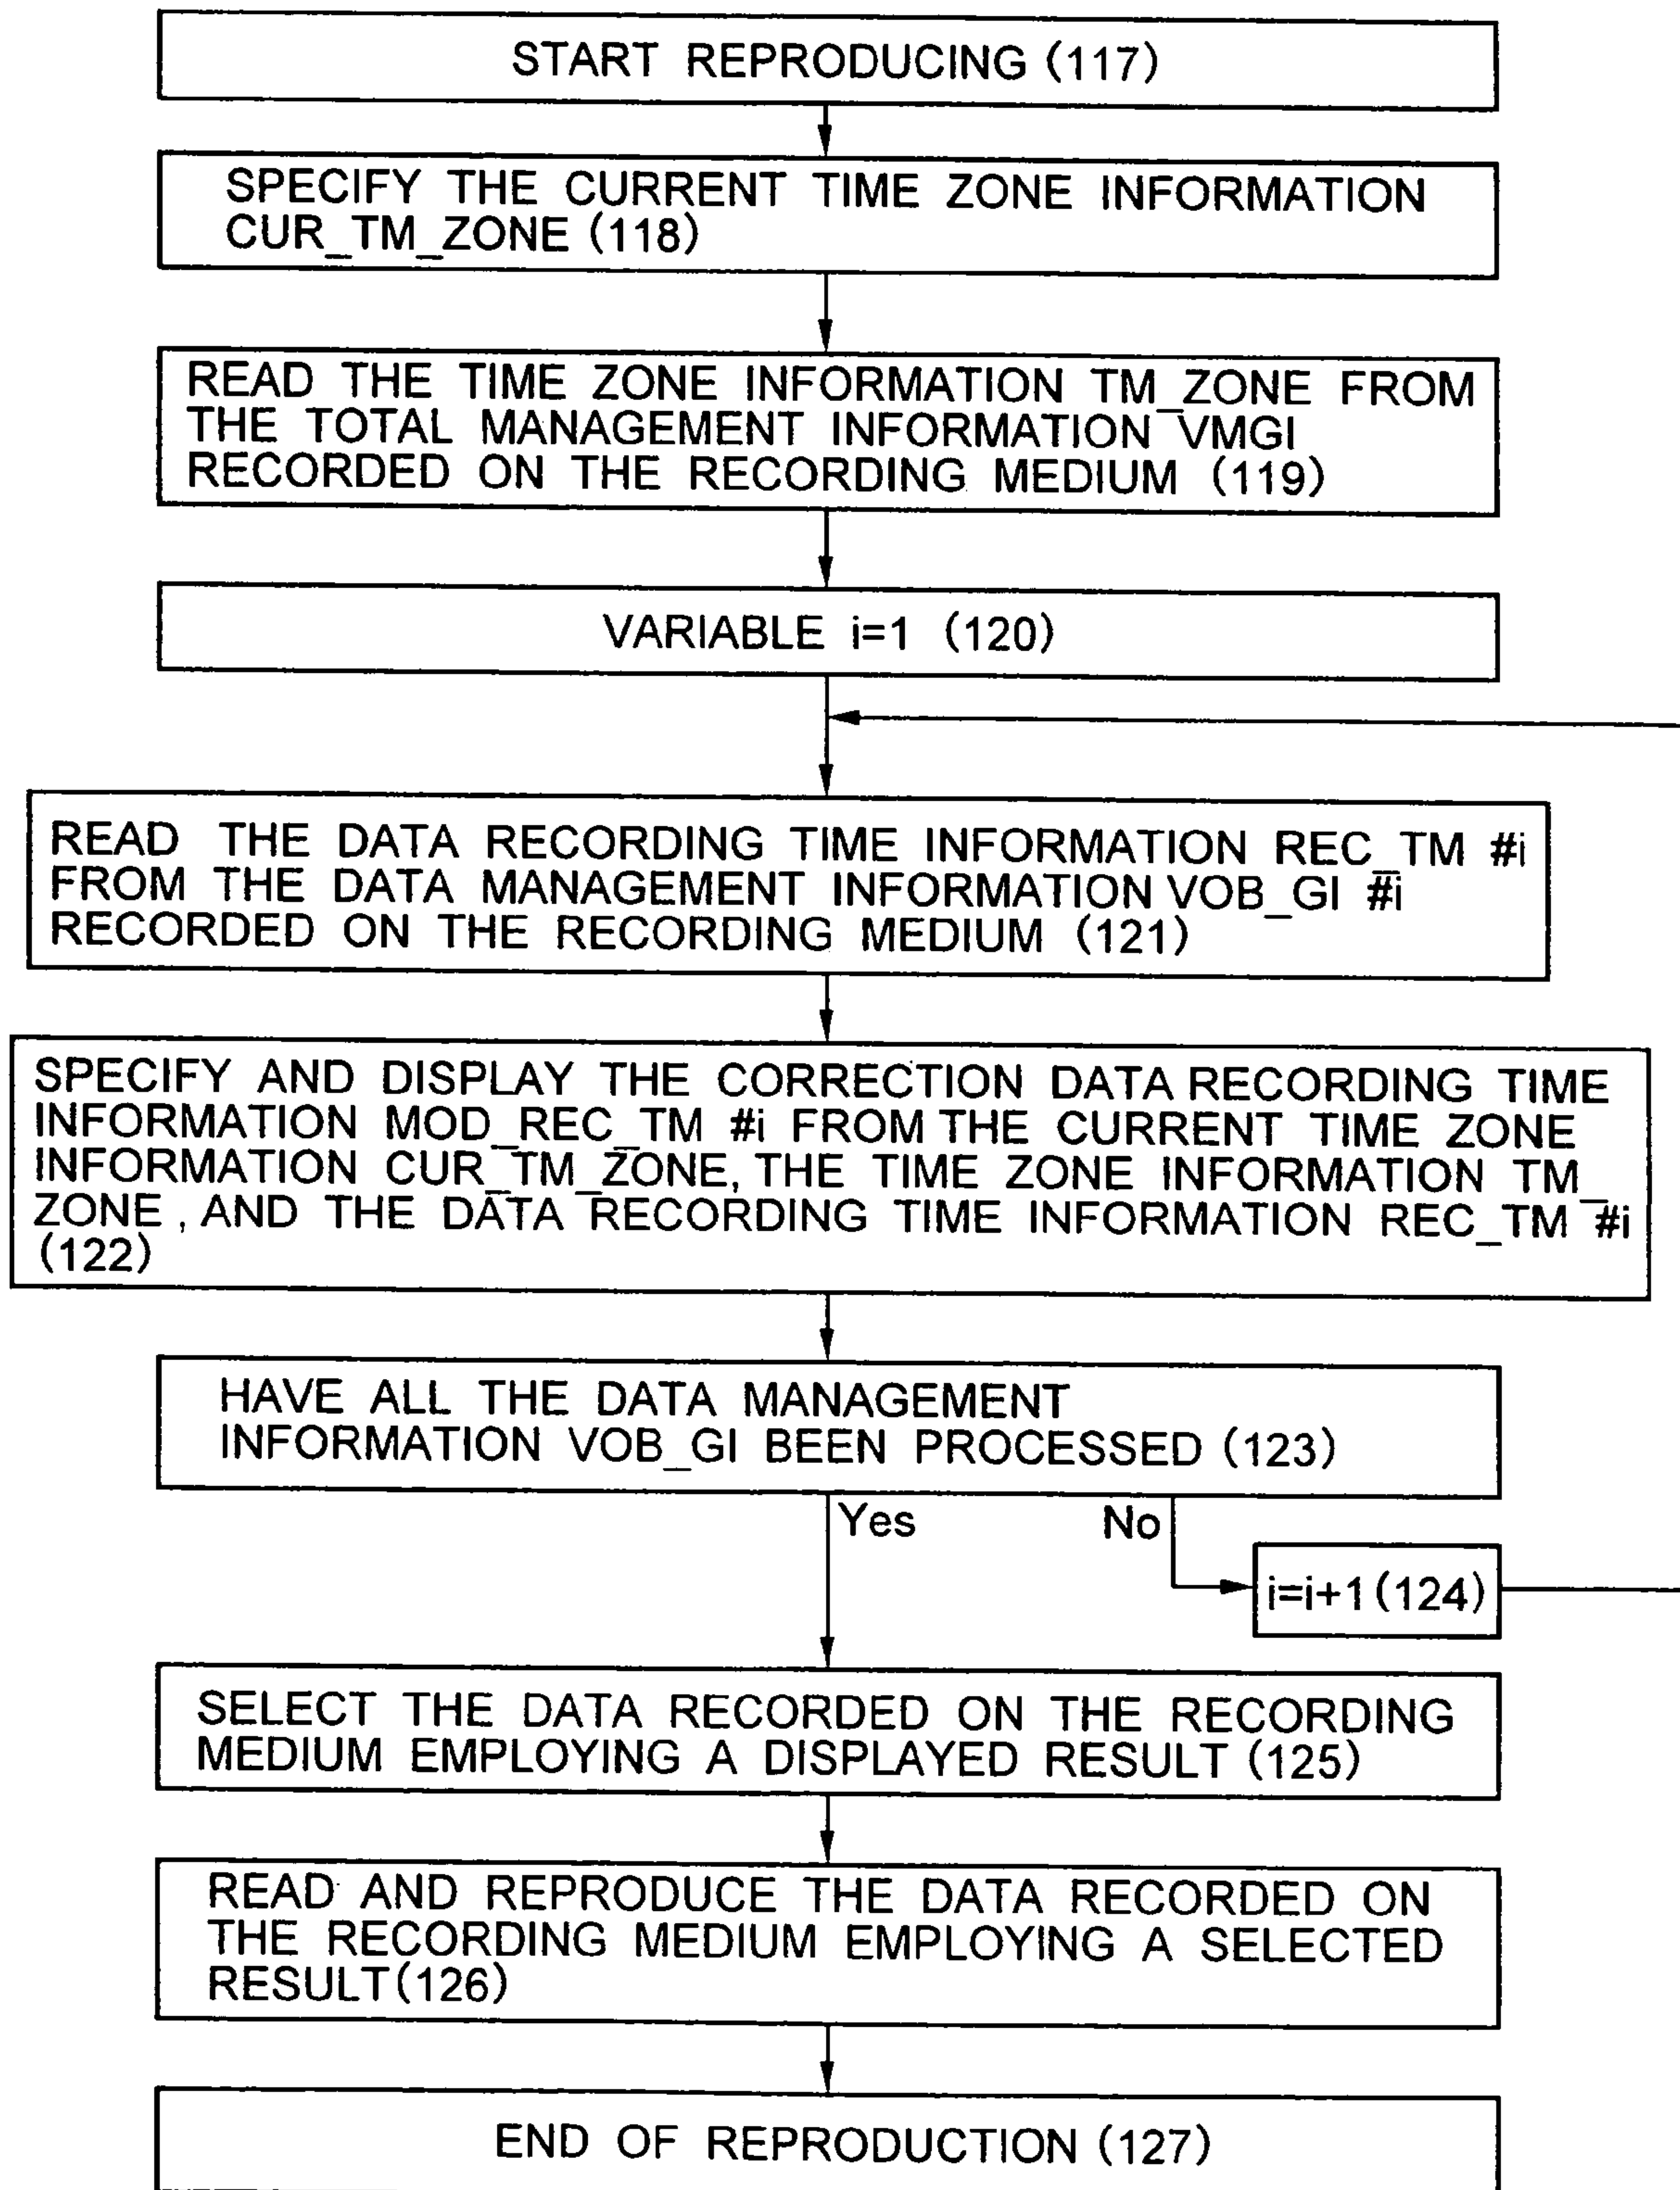 START REPRODUCING (117)
SPECIFY THE CURRENT TIME ZONE INFORMATION
CUR_TM_ZONE (118)
READ THE TIME ZONE INFORMATION TM_ZONE FROM
THE TOTAL MANAGEMENT INFORMATION VMGI
RECORDED ON THE RECORDING MEDIUM (119)
VARIABLE i=1 (120)
READ THE DATA RECORDING TIME INFORMATION REC_TM #i
FROM THE DATA MANAGEMENT INFORMATION VOB_GI #i
RECORDED ON THE RECORDING MEDIUM (121)
SPECIFY AND DISPLAY THE CORRECTION DATA RECORDING TIME
INFORMATION MOD_REC_TM #i FROM THE CURRENT TIME ZONE
INFORMATION CUR_TM_ZONE, THE TIME ZONE INFORMATION TM_
ZONE, AND THE DATA RECORDING TIME INFORMATION REC_TM #i
(122)
HAVE ALL THE DATA MANAGEMENT
INFORMATION VOB_GI BEEN PROCESSED (123)
Yes
No
i=i+1 (124)
SELECT THE DATA RECORDED ON THE RECORDING
MEDIUM EMPLOYING A DISPLAYED RESULT (125)
READ AND REPRODUCE THE DATA RECORDED ON
THE RECORDING MEDIUM EMPLOYING A SELECTED
RESULT (126)
END OF REPRODUCTION (127)